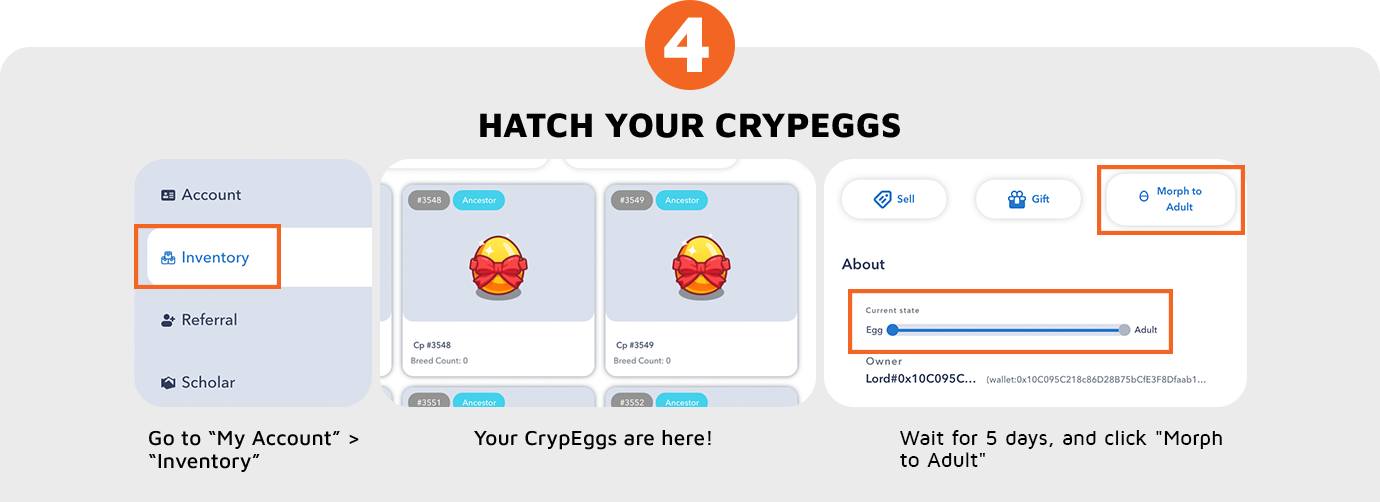 4
HATCH YOUR CRYPEGGS
Account
Inventory
Referral
Scholar
Go to “My Account” >
“Inventory”
#3548 Ancestor
#3549 Ancestor
Cp #3548
Breed Count: 0
Cp #3549
Breed Count: 0
#3551 Ancestor
#3552 Ancestor
Your CrypEggs are here!
Sell
Gift
Morph to
Adult
About
Current state
Egg
Adult
Owner
Lord#0x10C095C... (wallet:0x10C095C218c86D28B75bCfE3F8Dfaab1...
Wait for 5 days, and click "Morph
to Adult"